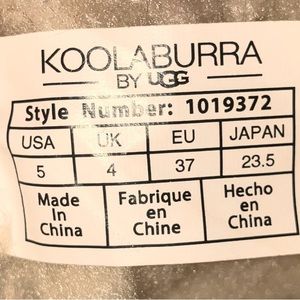 KOOLABURRA
BY UGG
Style Number: 1019372
USA UK EU JAPAN
5 4 37 23.5
Made Fabrique Hecho
in en en
China Chine China